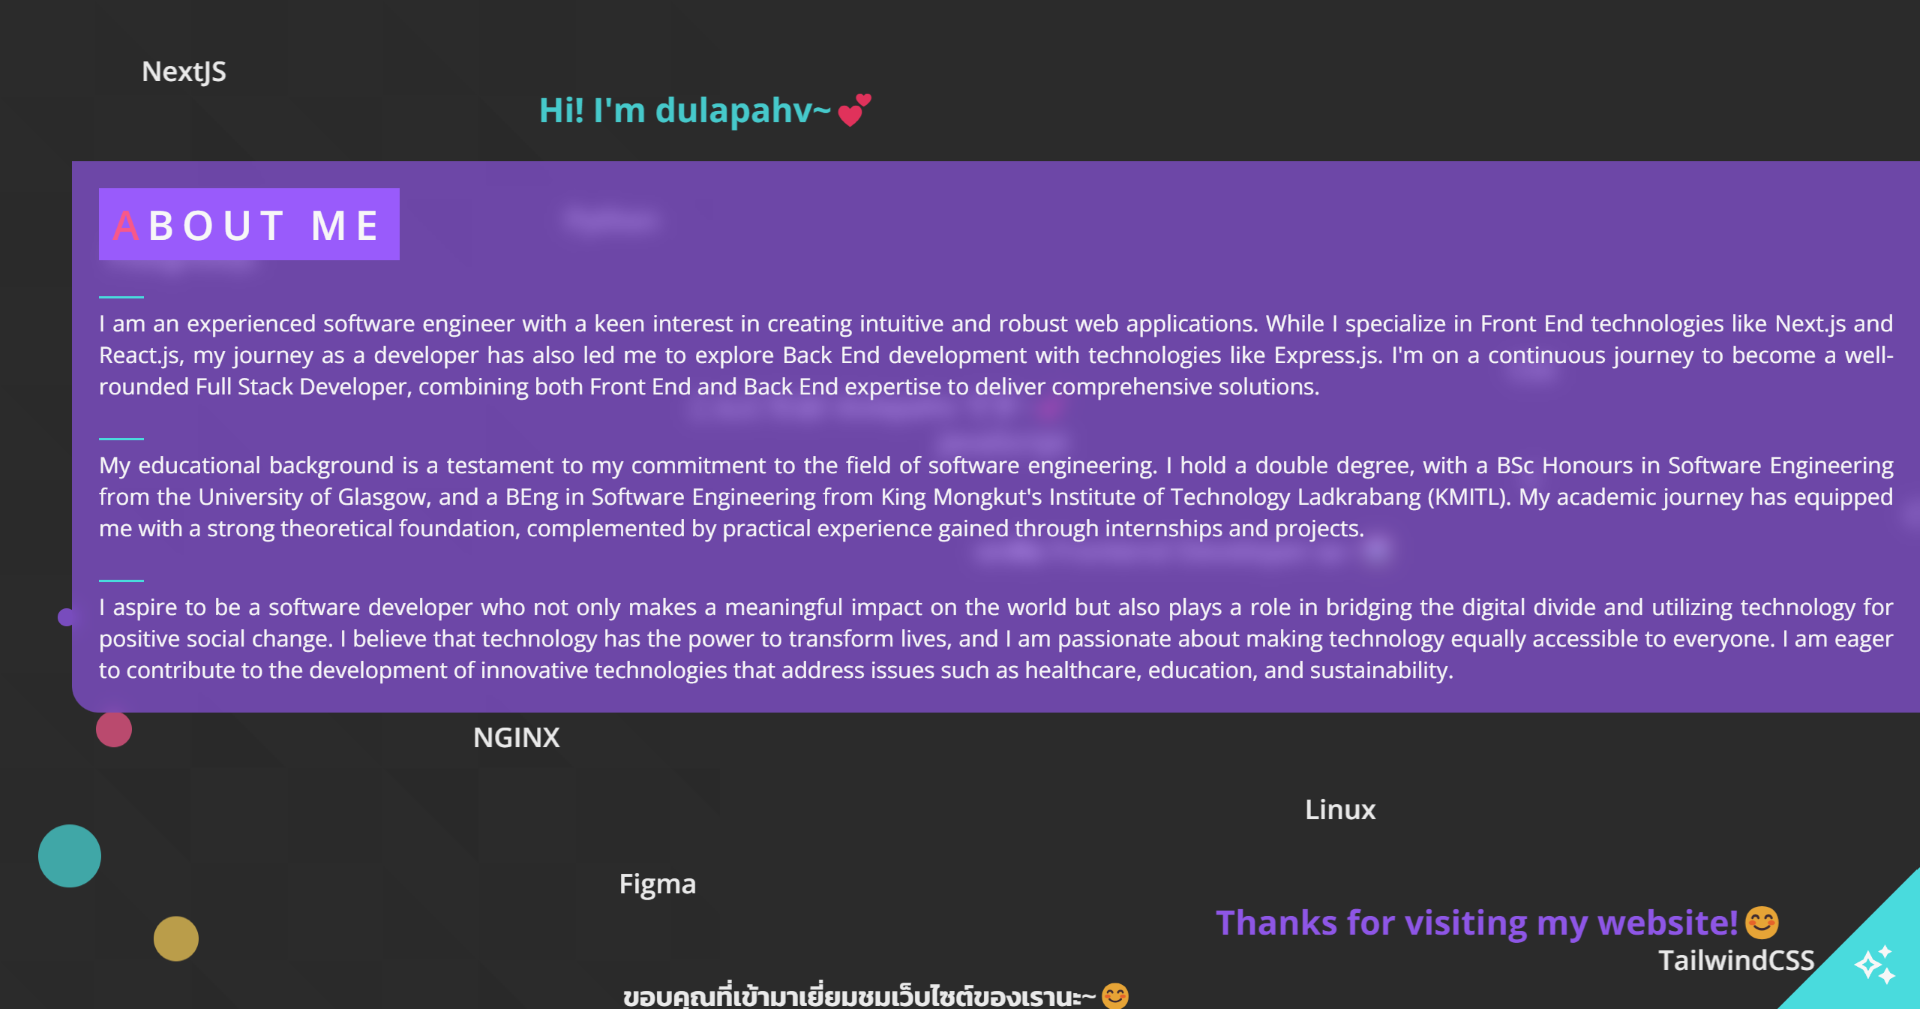 NextJS
Hi! I'm dulapahv~💕
ABOUT ME
I am an experienced software engineer with a keen interest in creating intuitive and robust web applications. While I specialize in Front End technologies like Next.js and
React.js, my journey as a developer has also led me to explore Back End development with technologies like Express.js. I'm on a continuous journey to become a well-
rounded Full Stack Developer, combining both Front End and Back End expertise to deliver comprehensive solutions.
My educational background is a testament to my commitment to the field of software engineering. I hold a double degree, with a BSc Honours in Software Engineering
from the University of Glasgow, and a BEng in Software Engineering from King Mongkut's Institute of Technology Ladkrabang (KMITL). My academic journey has equipped
me with a strong theoretical foundation, complemented by practical experience gained through internships and projects.
I aspire to be a software developer who not only makes a meaningful impact on the world but also plays a role in bridging the digital divide and utilizing technology for
positive social change. I believe that technology has the power to transform lives, and I am passionate about making technology equally accessible to everyone. I am eager
to contribute to the development of innovative technologies that address issues such as healthcare, education, and sustainability.
NGINX
Linux
Figma
Thanks for visiting my website!😊
TailwindCSS
ขอบคุณที่เข้ามาเยี่ยมชมเว็บไซต์ของเรานะ~😊